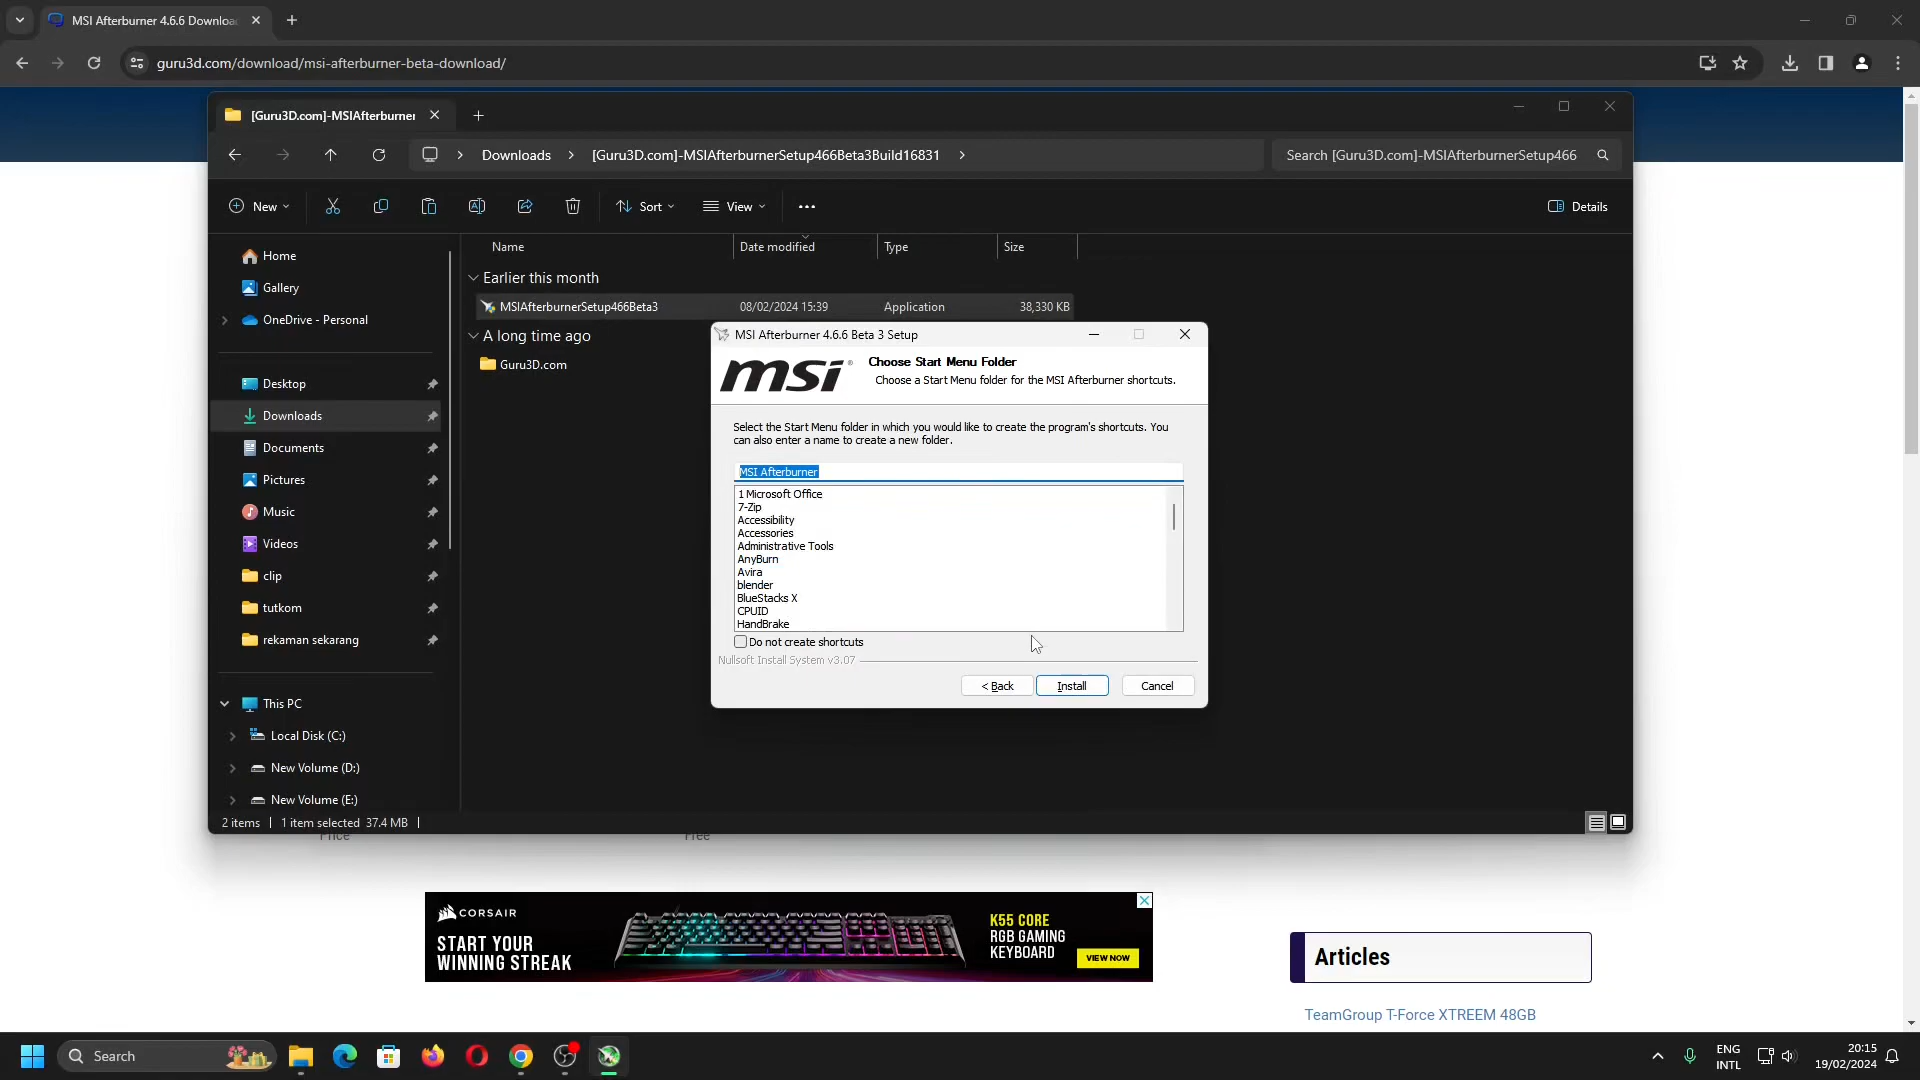 MSI Afterburner 4.6.6 Downloa
guru3d.com/download/msi-afterburner-beta-download/
[Guru3D.com]-MSIAfterburner
Downloads
[Guru3D.com]-MSIAfterburnerSetup466Beta3Build16831
Search [Guru3D.com]-MSIAfterburnerSetup466
New
Sort
View
Details
Name
Date modified
Type
Size
Home
Gallery
OneDrive - Personal
Desktop
Downloads
Documents
Pictures
Music
Videos
clip
tutkom
rekaman sekarang
This PC
Local Disk (C:)
New Volume (D:)
New Volume (E:)
Earlier this month
MSIAfterburnerSetup466Beta3
08/02/2024 15:39
Application
38,330 KB
A long time ago
Guru3D.com
2 items
1 item selected 37.4 MB
MSI Afterburner 4.6.6 Beta 3 Setup
msi
Choose Start Menu Folder
Choose a Start Menu folder for the MSI Afterburner shortcuts.
Select the Start Menu folder in which you would like to create the program's shortcuts. You
can also enter a name to create a new folder.
MSI Afterburner
1 Microsoft Office
7-Zip
Accessibility
Accessories
Administrative Tools
AnyBurn
Avira
blender
BlueStacks X
CPUID
HandBrake
Do not create shortcuts
Nullsoft Install System v3.07
< Back
Install
Cancel
Price
Free
CORSAIR
START YOUR
WINNING STREAK
K55 CORE
RGB GAMING
KEYBOARD
VIEW NOW
Articles
TeamGroup T-Force XTREEM 48GB
Search
ENG
INTL
20:15
19/02/2024